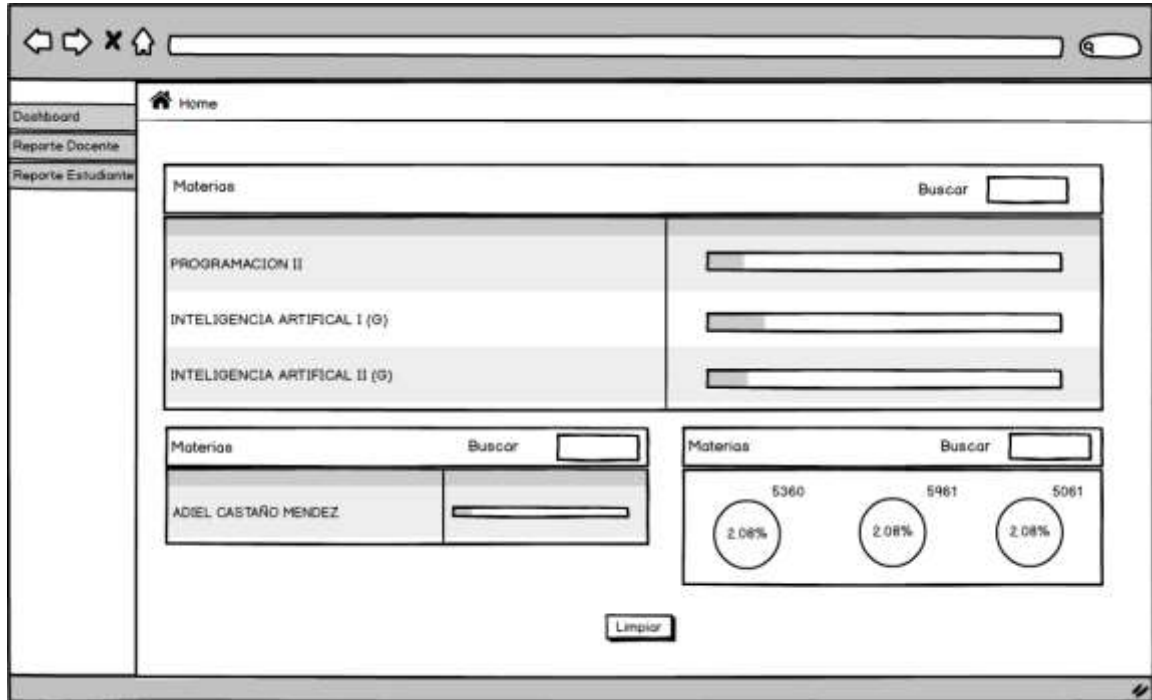 Home
Dashboard
Reporte Docente
Reporte Estudiante
Materias Buscar
PROGRAMACION II
INTELIGENCIA ARTIFICAL I (G)
INTELIGENCIA ARTIFICAL II (G)
Materias Buscar
ADIEL CASTAÑO MENDEZ
Materias Buscar
5360 5961 5061
2.08% 2.08% 2.08%
Limpiar